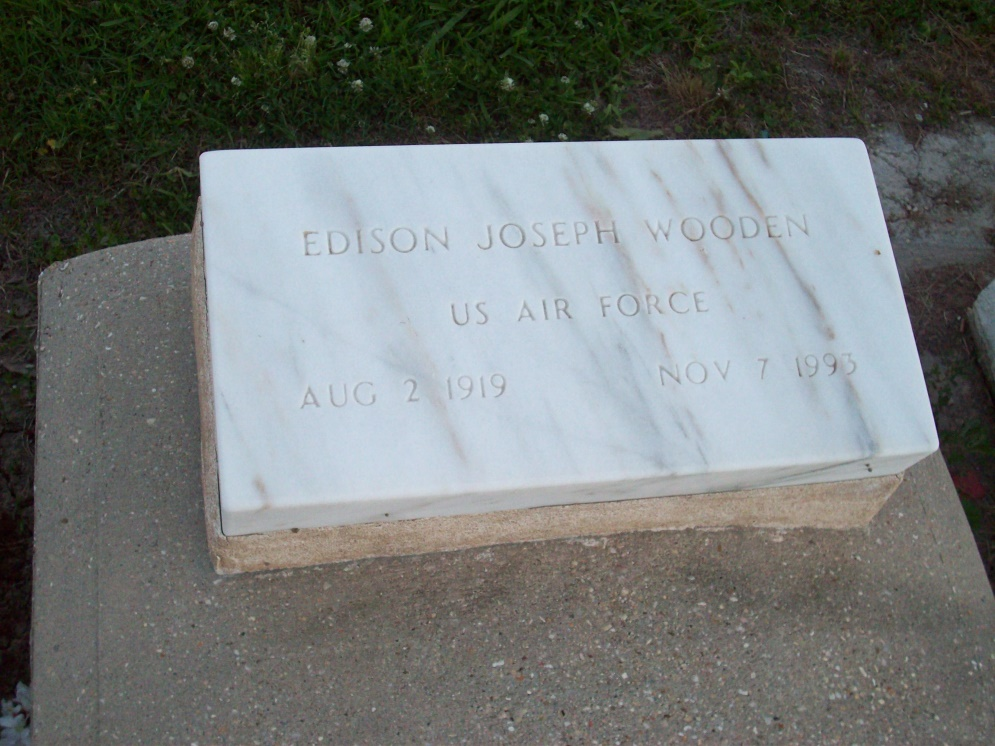 EDISON JOSEPH WOODEN
US AIR FORCE
AUG 2 1919 NOV 7 1993